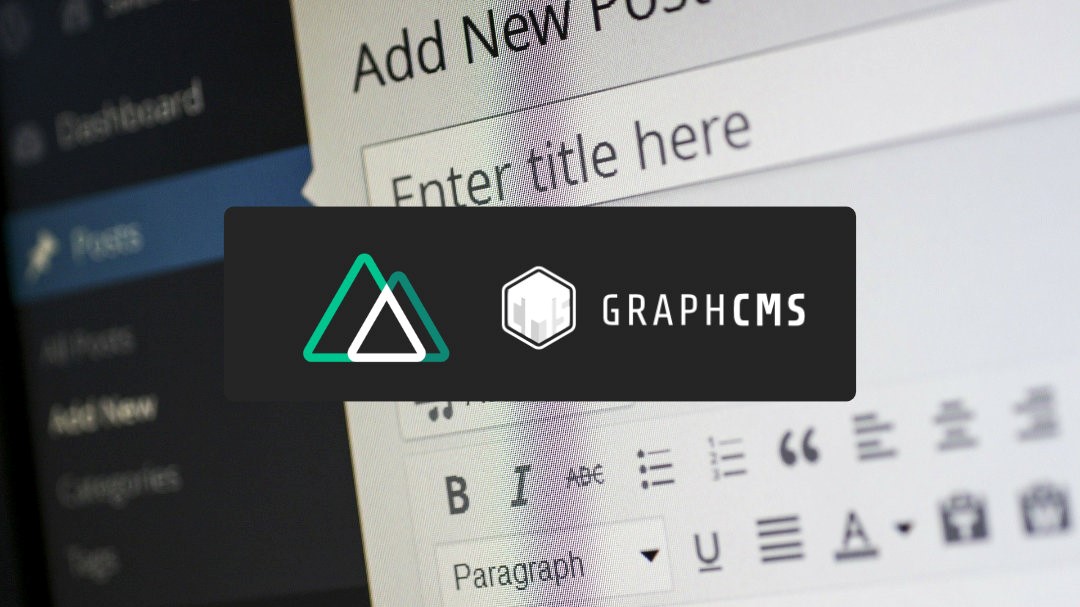 Add New Post
Dashboard
Enter title here
Posts
GRAPHCMS
All Posts
Add New
Categories
Tags
B I ABC
U A
Paragraph